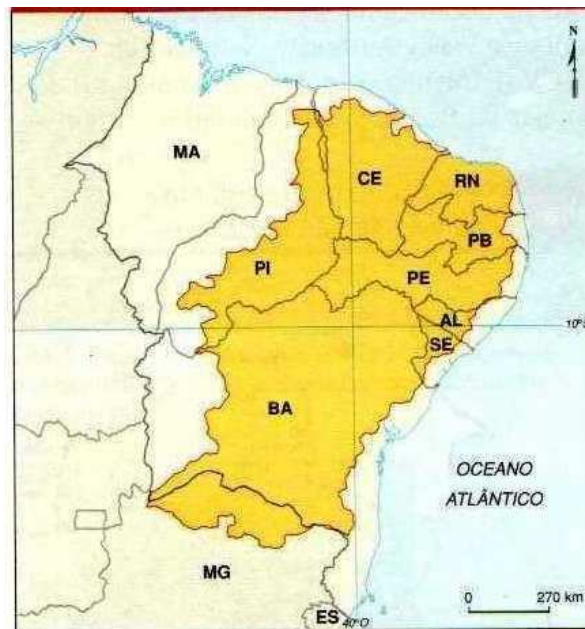 N
MA
CE
RN
PB
PI
PE
AL
10°
SE
BA
OCEANO
ATLÂNTICO
MG
0 270 km
ES
40°O